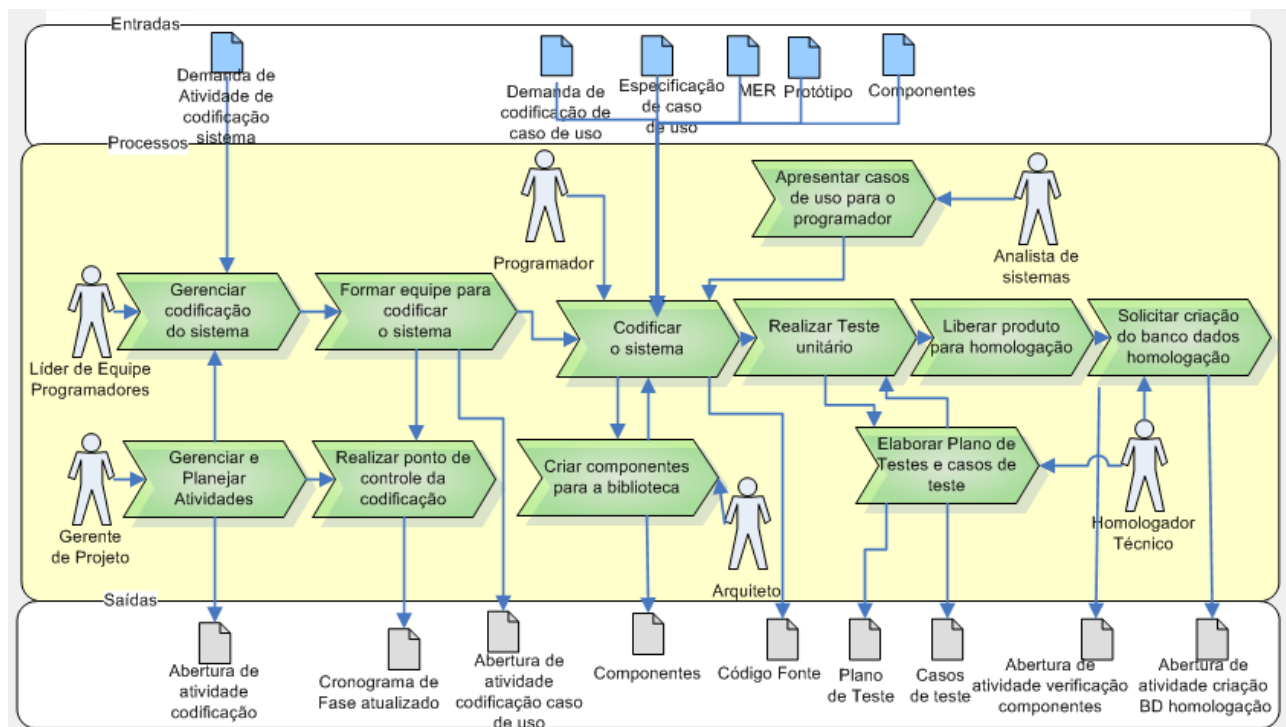 Entradas
Demanda de
Atividade de
codificação
sistema
Demanda de
codificação de
caso de uso
Especificação
de caso
de uso
MER
Protótipo
Componentes
Processos
Programador
Apresentar casos
de uso para o
programador
Analista de
sistemas
Líder de Equipe
Programadores
Gerenciar
codificação
do sistema
Formar equipe para
codificar
o sistema
Codificar
o sistema
Realizar Teste
unitário
Liberar produto
para homologação
Solicitar criação
do banco dados
homologação
Gerente
de Projeto
Gerenciar e
Planejar
Atividades
Realizar ponto de
controle da
codificação
Criar componentes
para a biblioteca
Arquiteto
Elaborar Plano de
Testes e casos de
teste
Homologador
Técnico
Saídas
Abertura de
atividade
codificação
Cronograma de
Fase atualizado
Abertura de
atividade
codificação caso
de uso
Componentes
Código Fonte
Plano
de Teste
Casos
de teste
Abertura de
atividade verificação
componentes
Abertura de
atividade criação
BD homologação